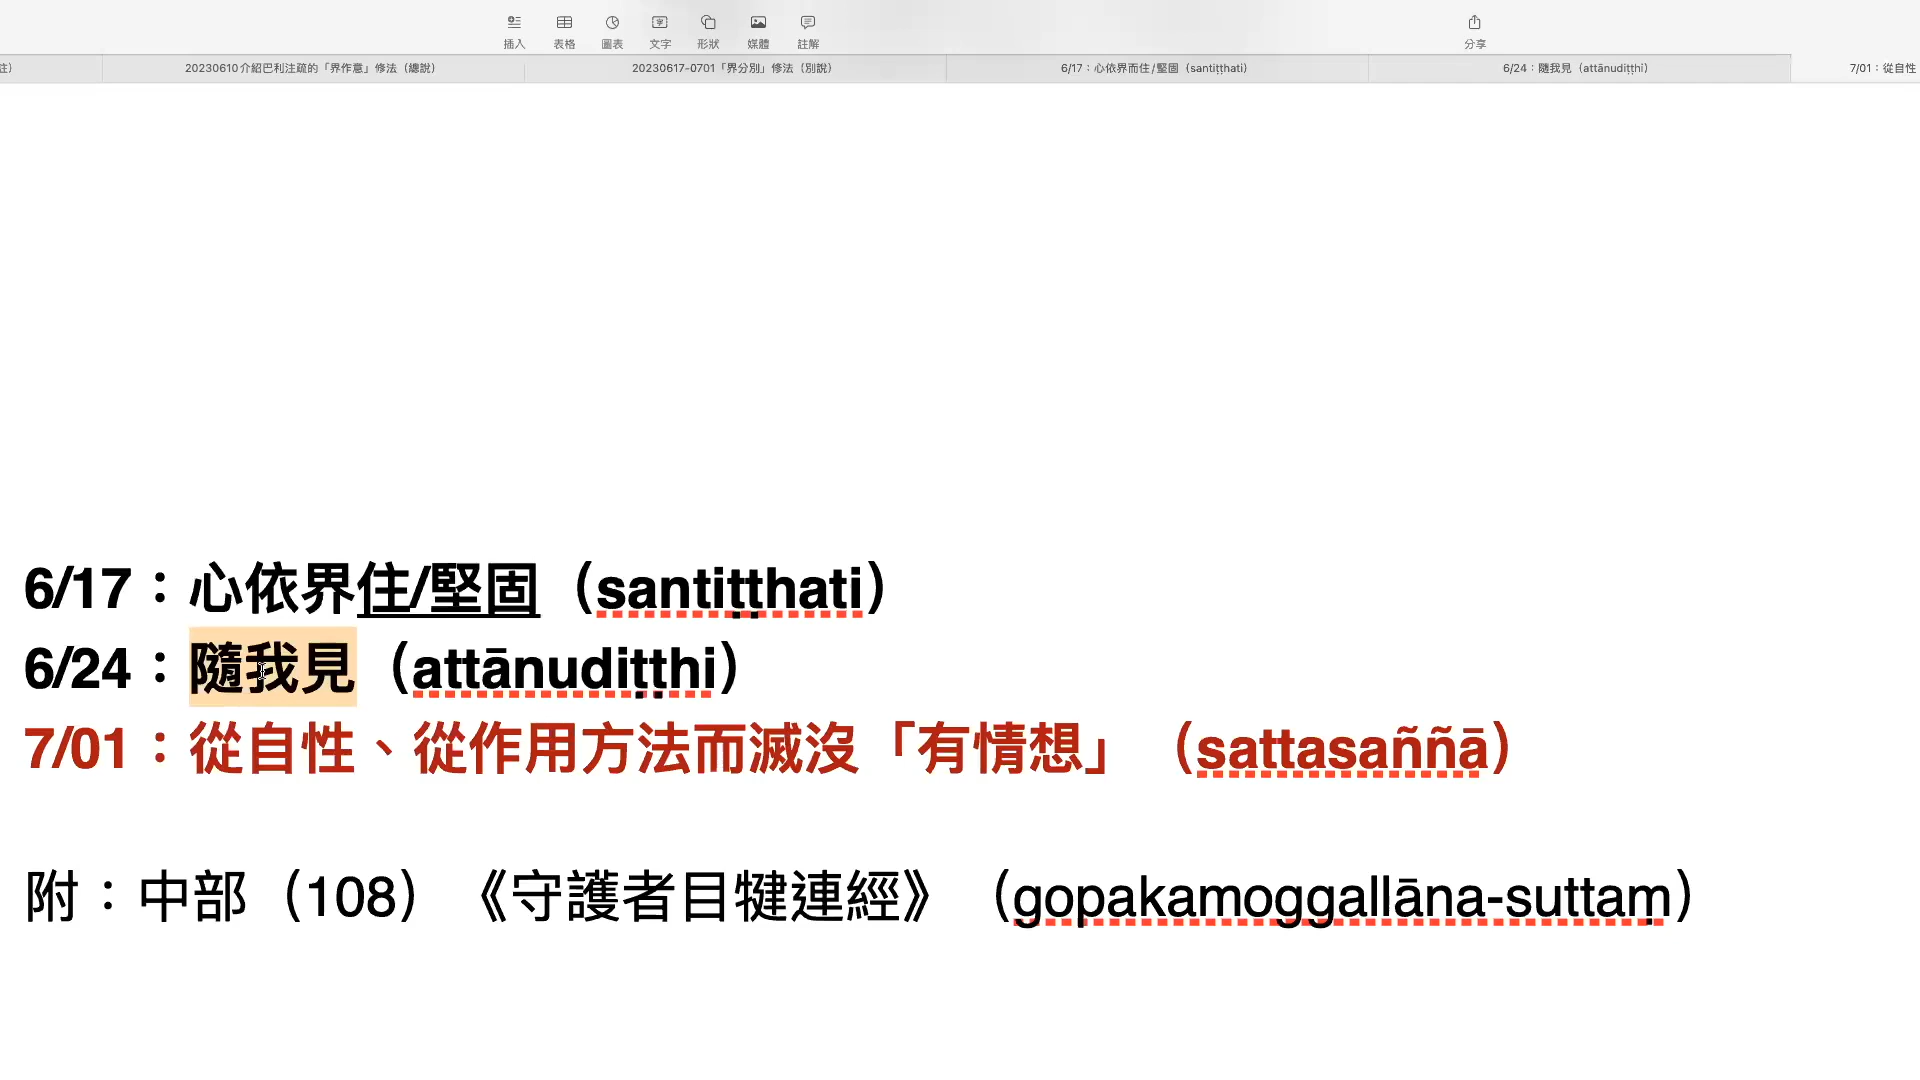 插入 表格 圖表 文字 形狀 媒體 註解 分享
注） 20230610介紹巴利注疏的「界作意」修法（總說） 20230617-0701「界分別」修法（別說） 6/17：心依界而住/堅固（santiṭṭhati） 6/24：隨我見（attānudiṭṭhi） 7/01：從自性
6/17：心依界住/堅固（santiṭṭhati）
6/24：隨我見（attānudiṭṭhi）
7/01：從自性、從作用方法而滅沒「有情想」（sattasaññā）
附：中部（108）《守護者目犍連經》（gopakamoggallāna-suttaṃ）